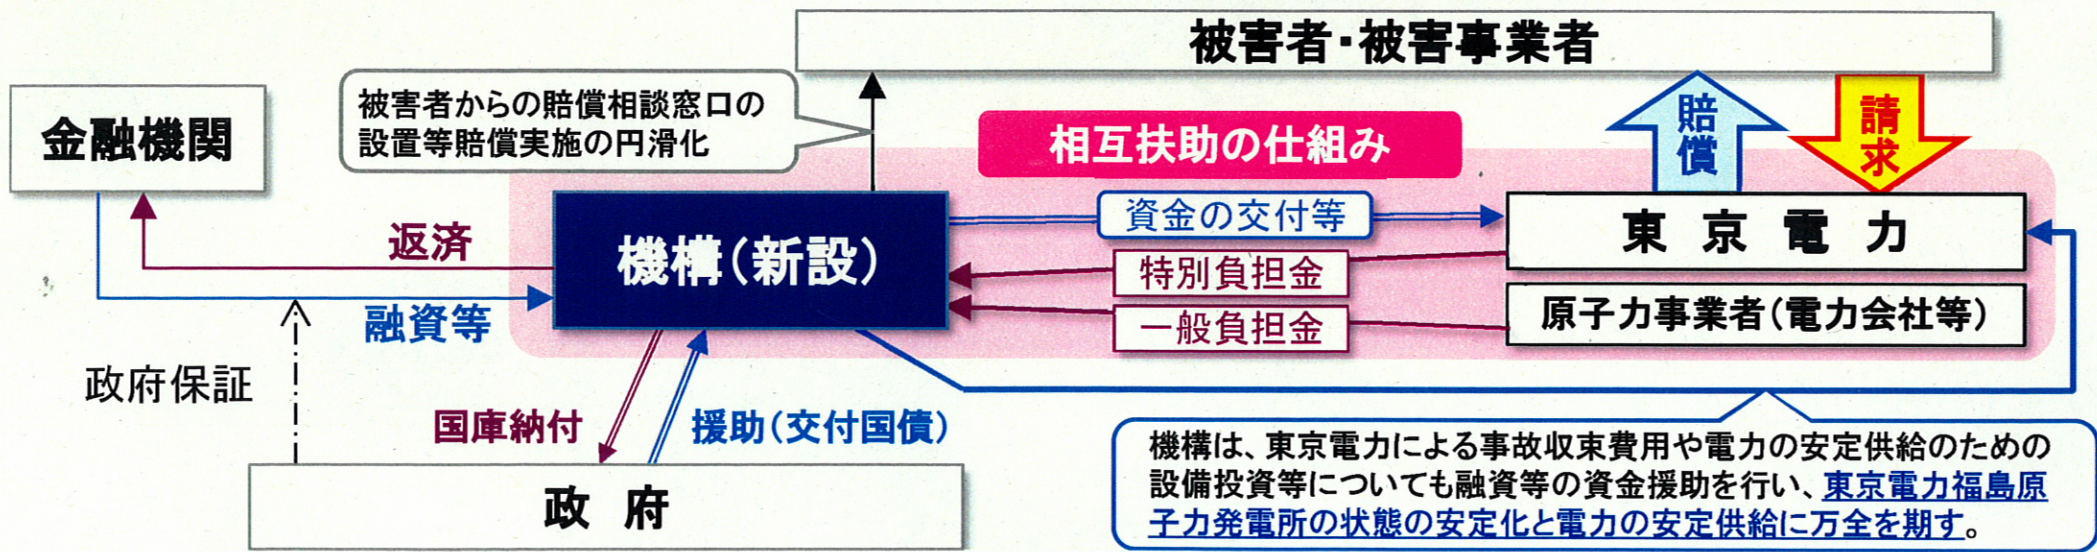 被害者・被害事業者
金融機関
被害者からの賠償相談窓口の
設置等賠償実施の円滑化
相互扶助の仕組み
賠償
請求
返済
機構(新設)
資金の交付等
東京電力
特別負担金
融資等
一般負担金
原子力事業者(電力会社等)
政府保証
国庫納付
援助(交付国債)
政府
機構は、東京電力による事故収束費用や電力の安定供給のための
設備投資等についても融資等の資金援助を行い、東京電力福島原
子力発電所の状態の安定化と電力の安定供給に万全を期す。